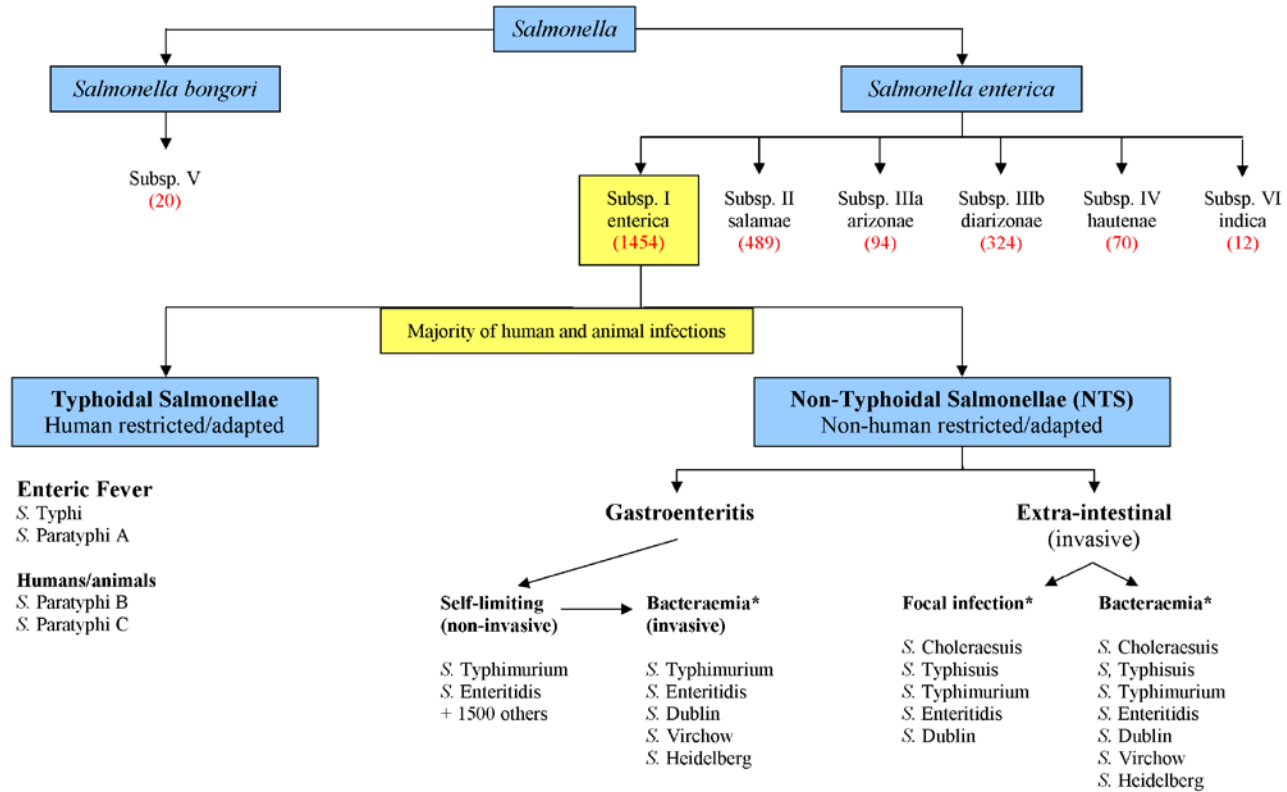 Salmonella
Salmonella bongori
Salmonella enterica
Subsp. V
(20)
Subsp. I
enterica
(1454)
Subsp. II
salamae
(489)
Subsp. IIIa
arizonae
(94)
Subsp. IIIb
diarizonae
(324)
Subsp. IV
hautenae
(70)
Subsp. VI
indica
(12)
Majority of human and animal infections
Typhoidal Salmonellae
Human restricted/adapted
Non-Typhoidal Salmonellae (NTS)
Non-human restricted/adapted
Enteric Fever
S. Typhi
S. Paratyphi A
Humans/animals
S. Paratyphi B
S. Paratyphi C
Gastroenteritis
Extra-intestinal
(invasive)
Self-limiting
(non-invasive)
S. Typhimurium
S. Enteritidis
+ 1500 others
Bacteraemia*
(invasive)
S. Typhimurium
S. Enteritidis
S. Dublin
S. Virchow
S. Heidelberg
Focal infection*
S. Choleraesuis
S. Typhisuis
S. Typhimurium
S. Enteritidis
S. Dublin
Bacteraemia*
S. Choleraesuis
S, Typhisuis
S. Typhimurium
S. Enteritidis
S. Dublin
S. Virchow
S. Heidelberg